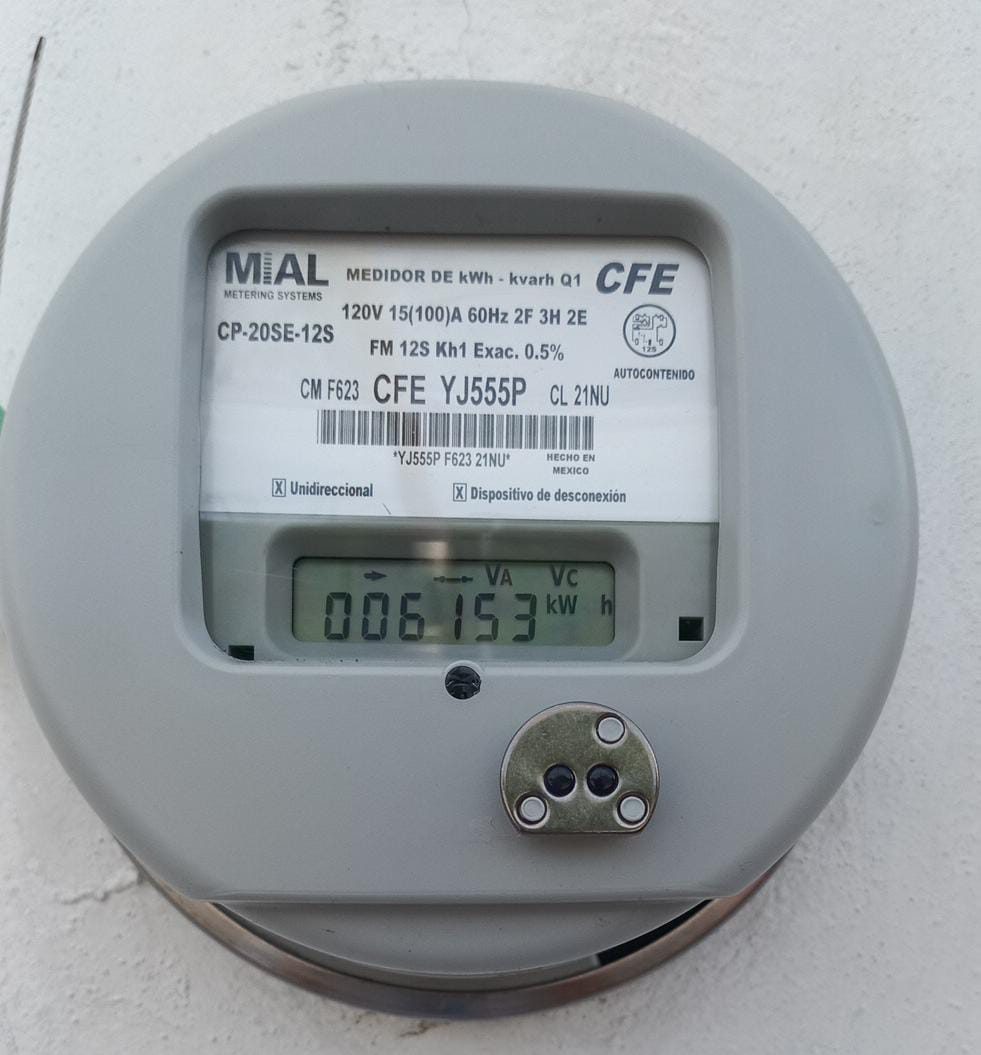 MIAL
METERING SYSTEMS
MEDIDOR DE kWh - kvarh Q1
CFE
120V 15(100)A 60Hz 2F 3H 2E
CP-20SE-12S
FM 12S Kh1 Exac. 0.5%
12S
AUTOCONTENIDO
CM F623 CFE YJ555P CL 21NU
*YJ555P F623 21NU*
HECHO EN
MEXICO
X Unidireccional
X Dispositivo de desconexión
VA VC
006153 kW h